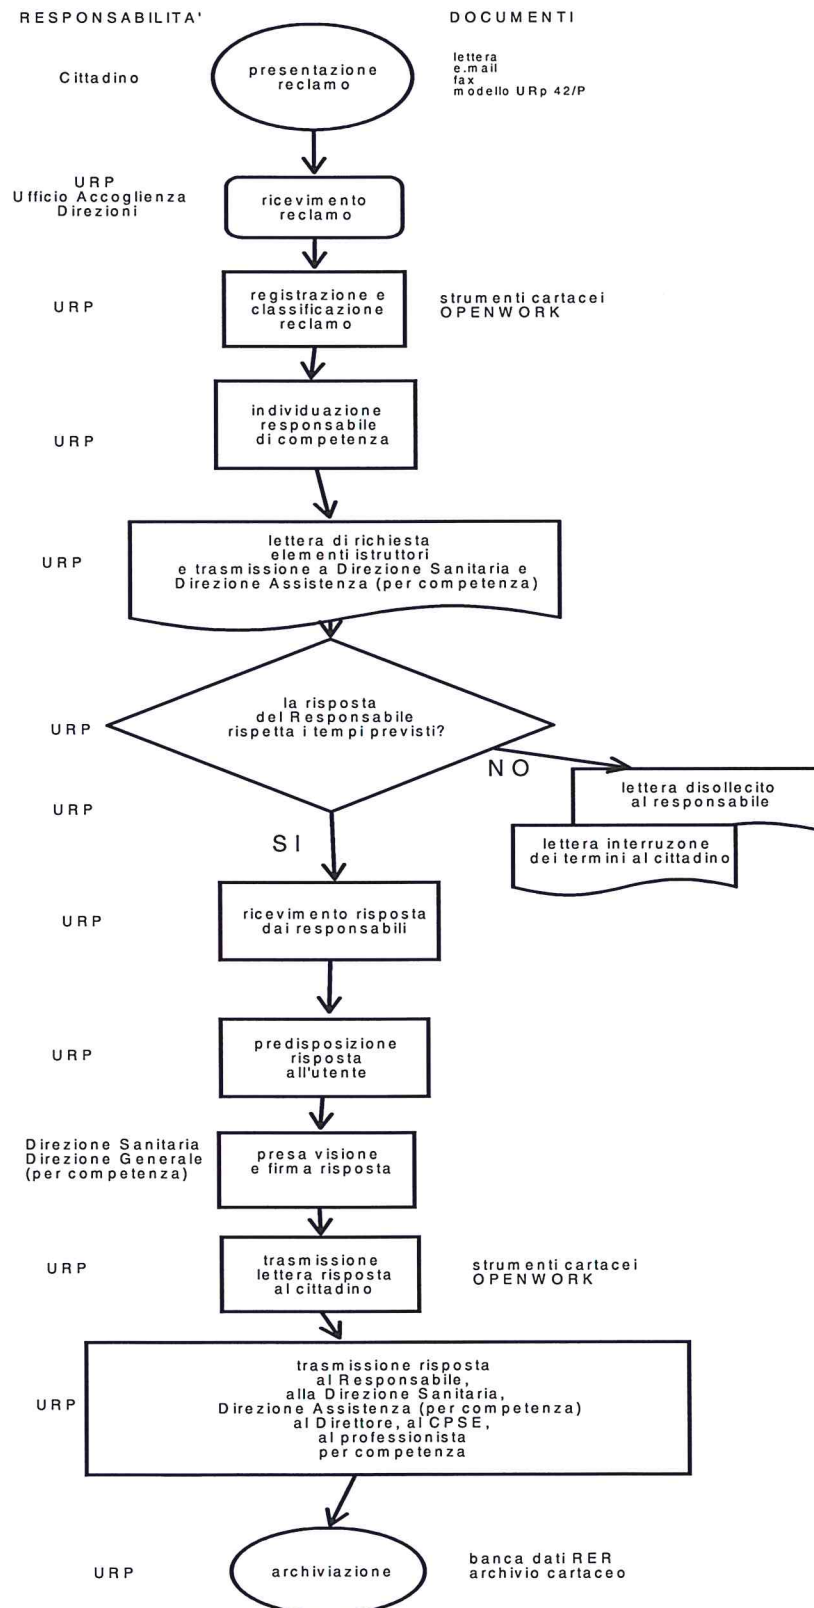 RESPONSABILITA'
DOCUMENTI
Cittadino
presentazione
reclamo
lettera
e.mail
fax
modello URp 42/P
URP
Ufficio Accoglienza
Direzioni
ricevimento
reclamo
URP
registrazione e
classificazione
reclamo
strumenti cartacei
OPENWORK
URP
individuazione
responsabile
di competenza
URP
lettera di richiesta
elementi istruttori
e trasmissione a Direzione Sanitaria e
Direzione Assistenza (per competenza)
URP
la risposta
del Responsabile
rispetta i tempi previsti?
NO
URP
lettera disollecito
al responsabile
lettera interruzone
dei termini al cittadino
SI
URP
ricevimento risposta
dai responsabili
URP
predisposizione
risposta
all'utente
Direzione Sanitaria
Direzione Generale
(per competenza)
presa visione
e firma risposta
URP
trasmissione
lettera risposta
al cittadino
strumenti cartacei
OPENWORK
URP
trasmissione risposta
al Responsabile,
alla Direzione Sanitaria,
Direzione Assistenza (per competenza)
al Direttore, al CPSE,
al professionista
per competenza
URP
archiviazione
banca dati RER
archivio cartaceo